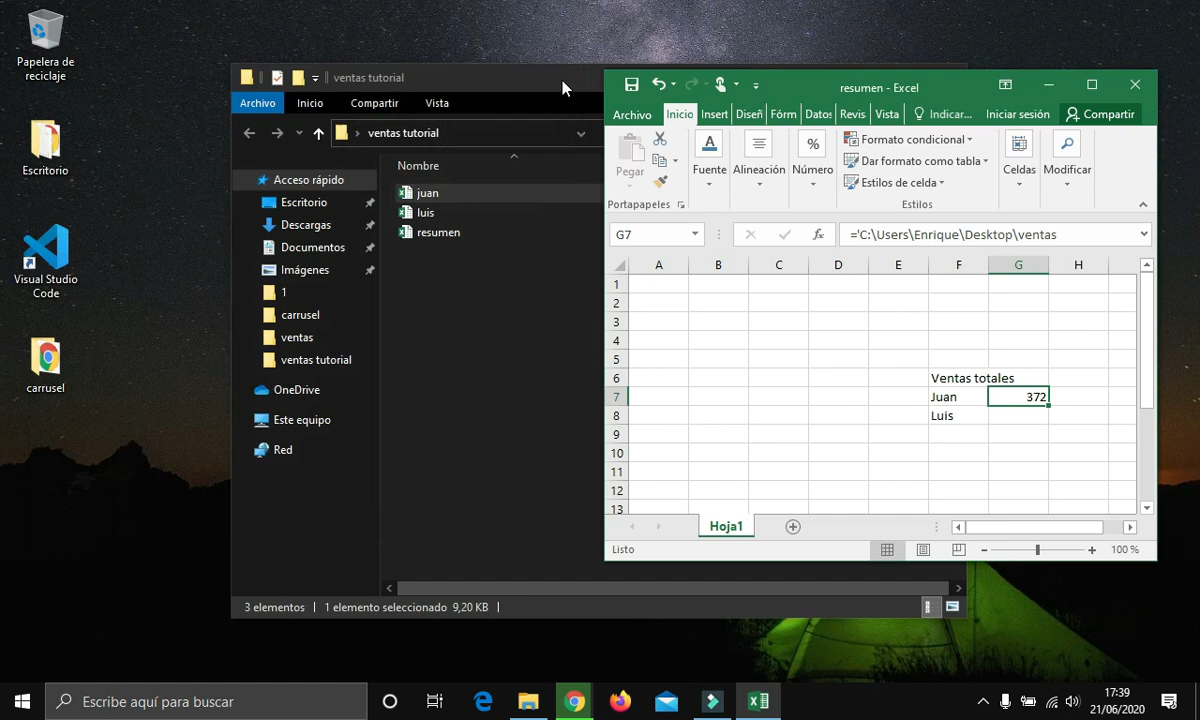 Papelera de
reciclaje
Escritorio
Visual Studio
Code
carrusel
ventas tutorial
Archivo Inicio Compartir Vista
ventas tutorial
Nombre
Acceso rápido
Escritorio
Descargas
Documentos
Imágenes
1
carrusel
ventas
ventas tutorial
OneDrive
Este equipo
Red
juan
luis
resumen
3 elementos 1 elemento seleccionado 9,20 KB
resumen - Excel
Archivo Inicio Insert Diseñ Fórm Datos Revis Vista Indicar... Iniciar sesión Compartir
Pegar
Portapapeles
Fuente
Alineación
%
Número
Formato condicional
Dar formato como tabla
Estilos de celda
Estilos
Celdas
Modificar
G7 fx ='C:\Users\Enrique\Desktop\ventas
A B C D E F G H
1
2
3
4
5
6 Ventas totales
7 Juan 372
8 Luis
9
10
11
12
13
Hoja1
Listo 100 %
Escribe aquí para buscar
17:39
21/06/2020